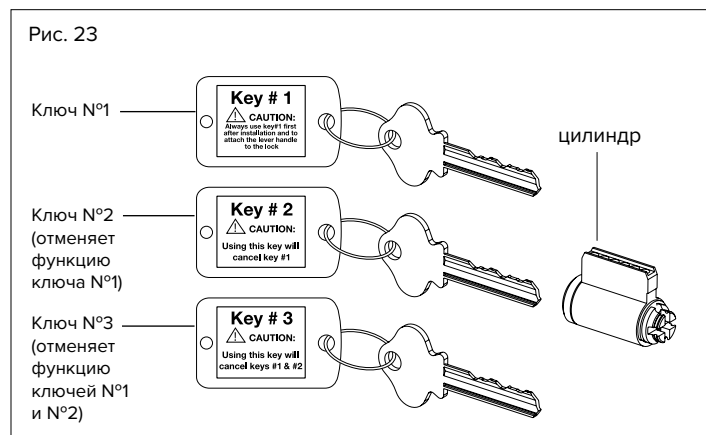 Рис. 23
Ключ №1
Key # 1
CAUTION:
Always use key#1 first
after installation and to
attach the lever handle
to the lock
цилиндр
Ключ №2
(отменяет
функцию
ключа №1)
Key # 2
CAUTION:
Using this key will
cancel key #1
Ключ №3
(отменяет
функцию
ключей №1
и №2)
Key # 3
CAUTION:
Using this key will
cancel keys #1 & #2